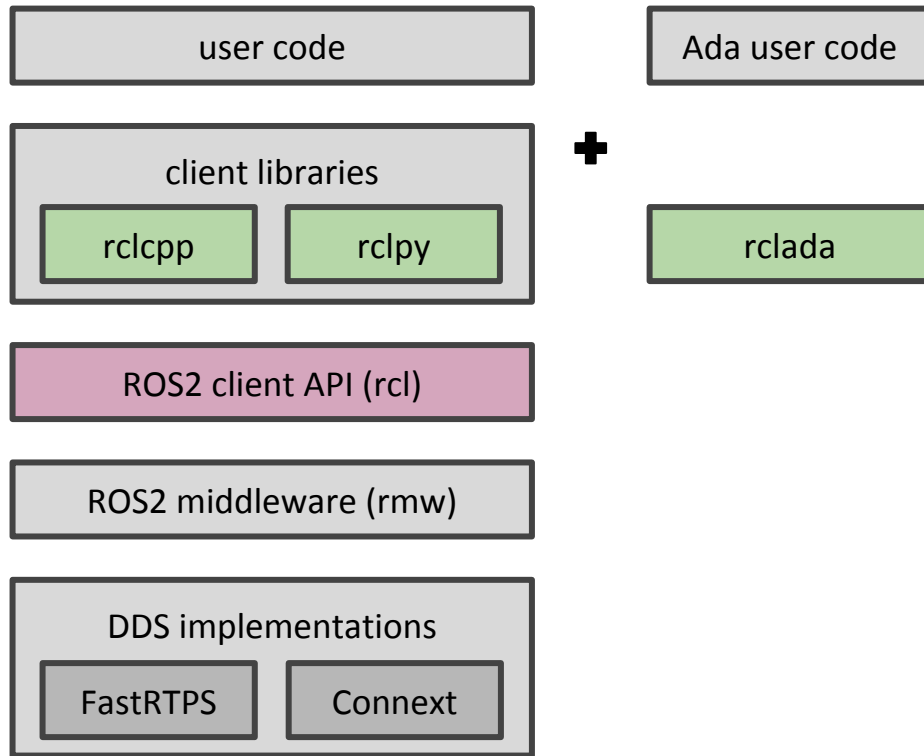 user code
Ada user code
client libraries
rclcpp
rclpy
rclada
ROS2 client API (rcl)
ROS2 middleware (rmw)
DDS implementations
FastRTPS
Connext